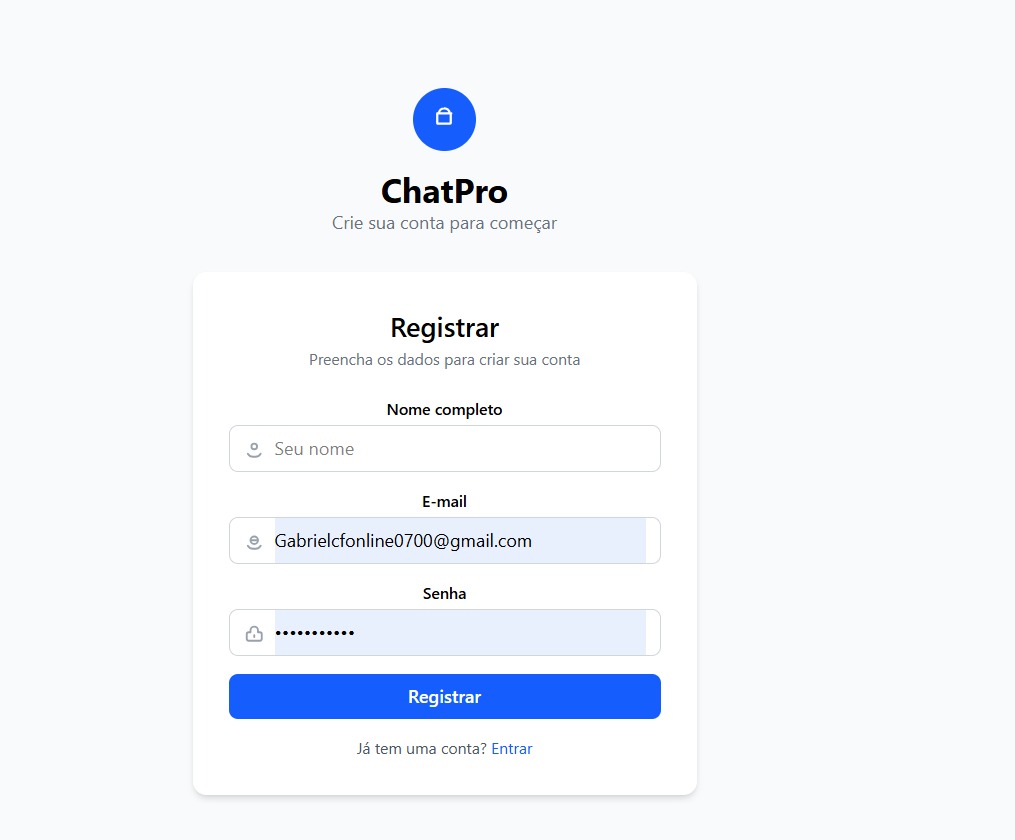 ChatPro
Crie sua conta para começar
Registrar
Preencha os dados para criar sua conta
Nome completo
Seu nome
E-mail
Gabrielcfonline0700@gmail.com
Senha
•••••••••••
Registrar
Já tem uma conta? Entrar